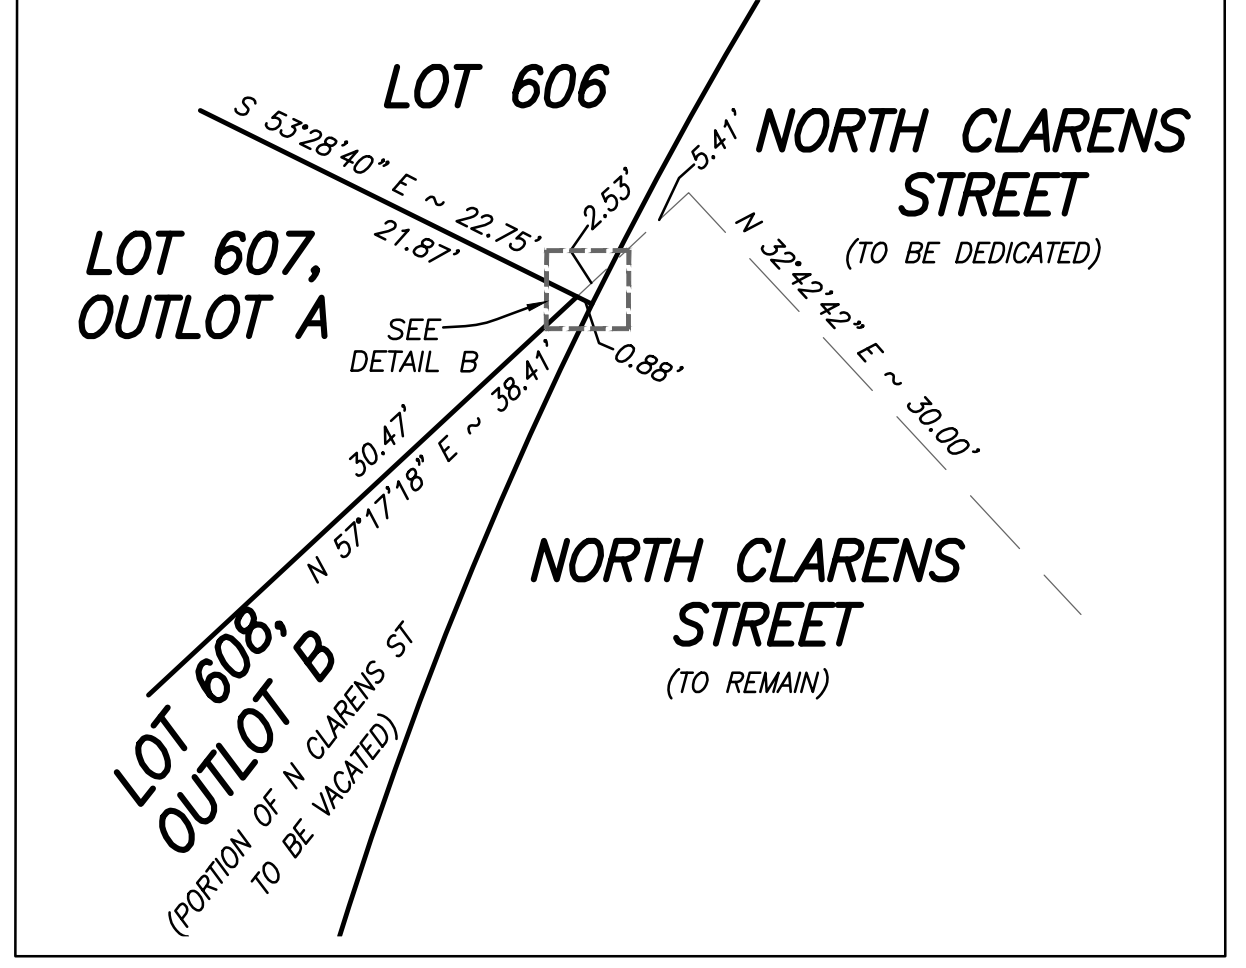 LOT 606
S 53°28'40" E ~ 22.75'
21.87'
2.53'
5.41'
NORTH CLARENS
STREET
(TO BE DEDICATED)
N 32°42'42" E ~ 30.00'
LOT 607,
OUTLOT A
SEE
DETAIL B
0.88'
30.47'
N 57°17'18" E ~ 38.41'
NORTH CLARENS
STREET
(TO REMAIN)
LOT 608,
OUTLOT B
(PORTION OF N CLARENS ST
TO BE VACATED)